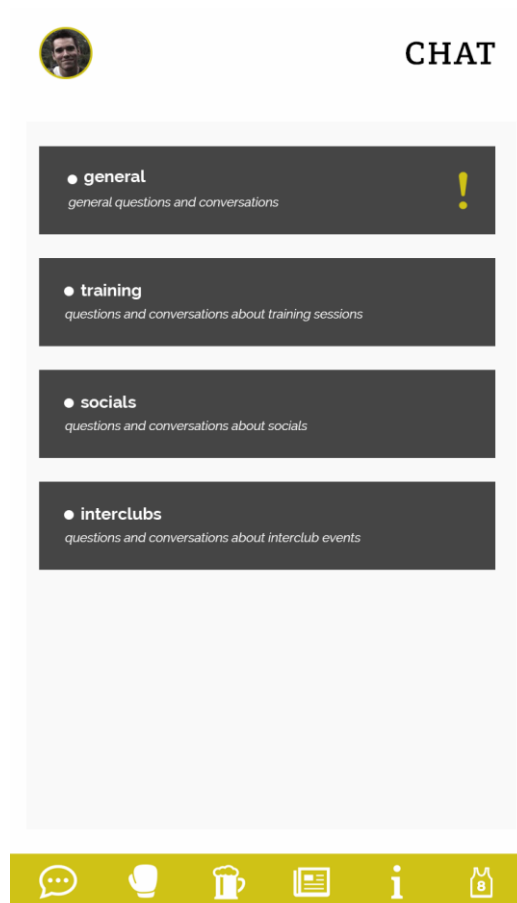 CHAT
general
!
general questions and conversations
training
questions and conversations about training sessions
socials
questions and conversations about socials
interclubs
questions and conversations about interclub events
i
8